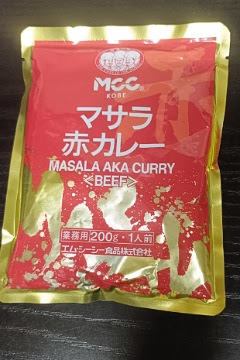 MCC
KOBE
マサラ
赤カレー
MASALA AKA CURRY
<BEEF>
業務用 200g・1人前
エム・シーシー食品株式会社